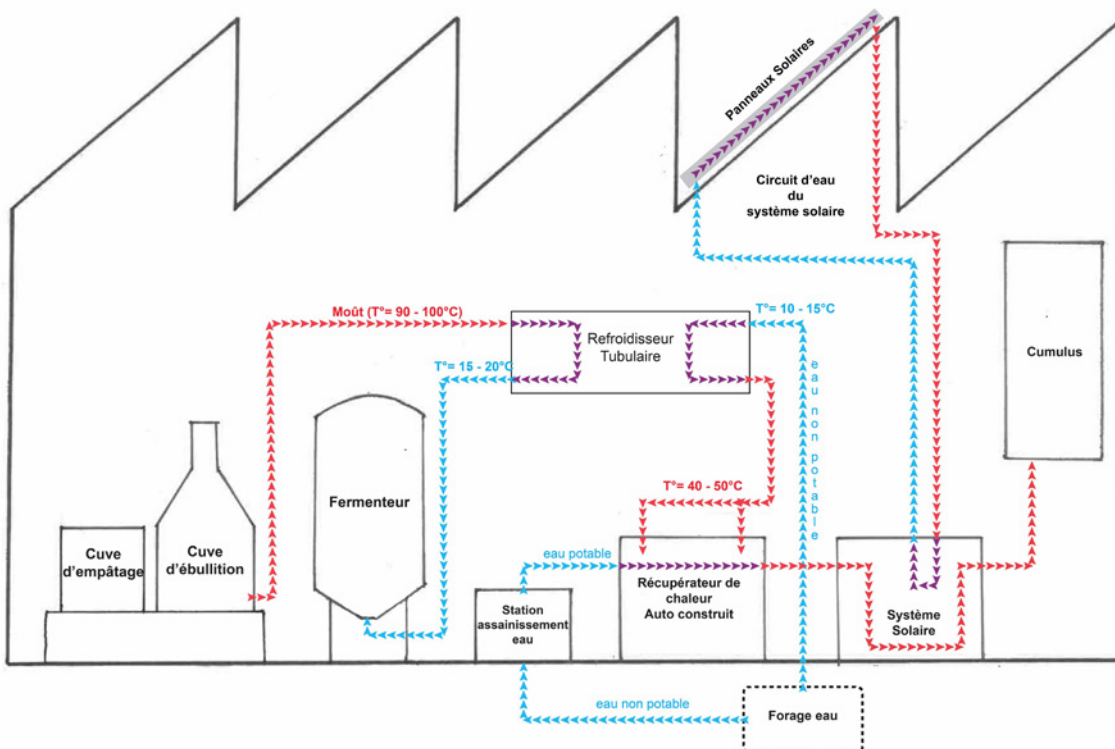 Panneaux Solaires
Circuit d'eau
du
système solaire
Moût (T°= 90 - 100°C)
T°= 10 - 15°C
Refroidisseur
Tubulaire
T°= 15 - 20°C
eau non potable
Cumulus
Fermenteur
T°= 40 - 50°C
Cuve
d'empâtage
Cuve
d'ébullition
eau potable
Station
assainissement
eau
Récupérateur de
chaleur
Auto construit
Système
Solaire
eau non potable
Forage eau